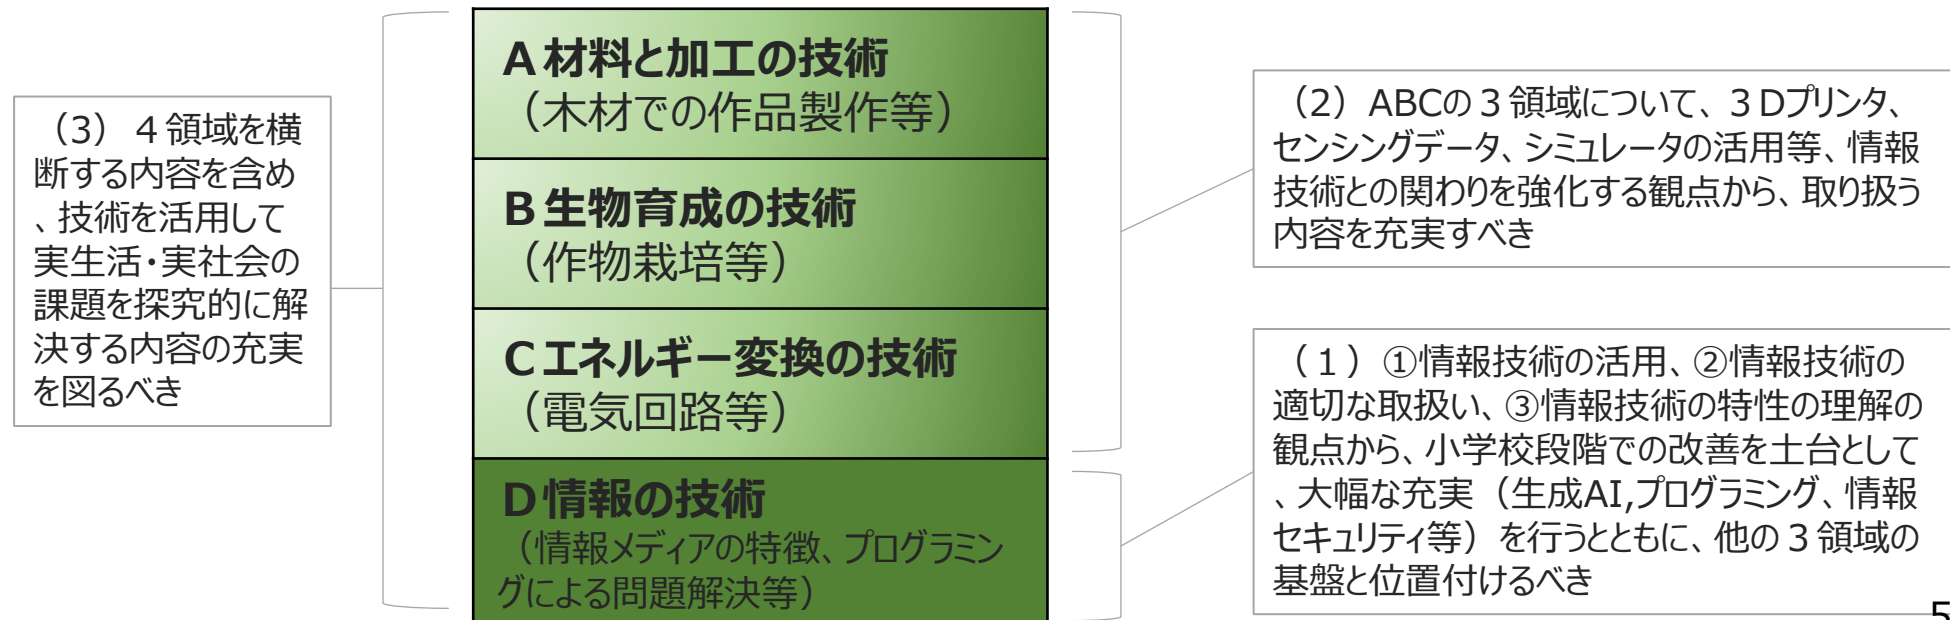 （3）４領域を横
断する内容を含め
、技術を活用して
実生活・実社会の
課題を探究的に解
決する内容の充実
を図るべき
A 材料と加工の技術
（木材での作品製作等）
B 生物育成の技術
（作物栽培等）
C エネルギー変換の技術
（電気回路等）
D 情報の技術
（情報メディアの特徴、プログラミン
グによる問題解決等）
（2）ABCの３領域について、３Dプリンタ、
センシングデータ、シミュレータの活用等、情報
技術との関わりを強化する観点から、取り扱う
内容を充実すべき
（１）①情報技術の活用、②情報技術の
適切な取扱い、③情報技術の特性の理解の
観点から、小学校段階での改善を土台として
、大幅な充実（生成AI,プログラミング、情報
セキュリティ等）を行うとともに、他の３領域の
基盤と位置付けるべき
5